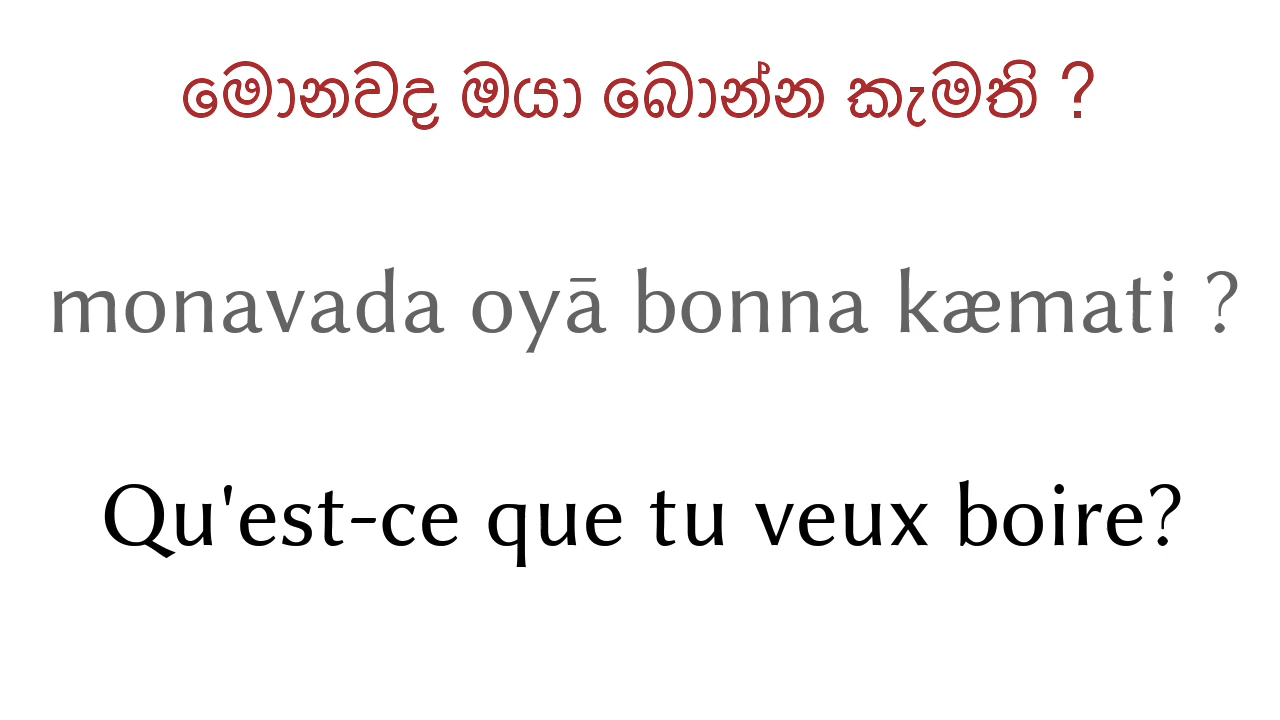 මොනවද ඔයා බොන්න කැමති ?
monavada oyā bonna kæmati ?
Qu'est-ce que tu veux boire?